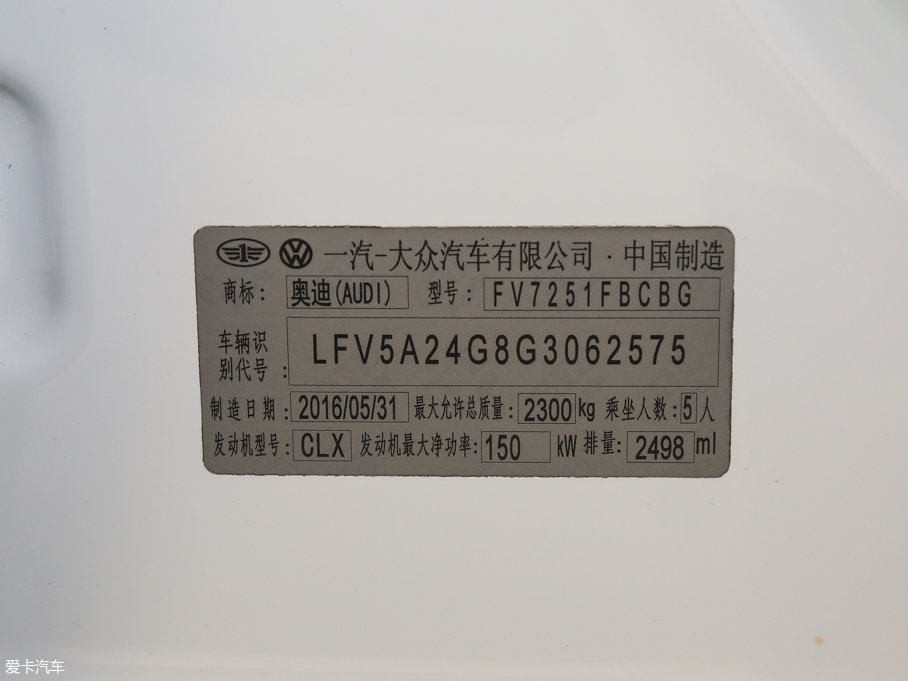 一汽-大众汽车有限公司·中国制造
商标: 奥迪(AUDI) 型号: FV7251FBCBG
车辆识
别代号: LFV5A24G8G3062575
制造日期: 2016/05/31 最大允许总质量: 2300 kg 乘坐人数: 5 人
发动机型号: CLX 发动机最大净功率: 150 kW 排量: 2498 ml
爱卡汽车